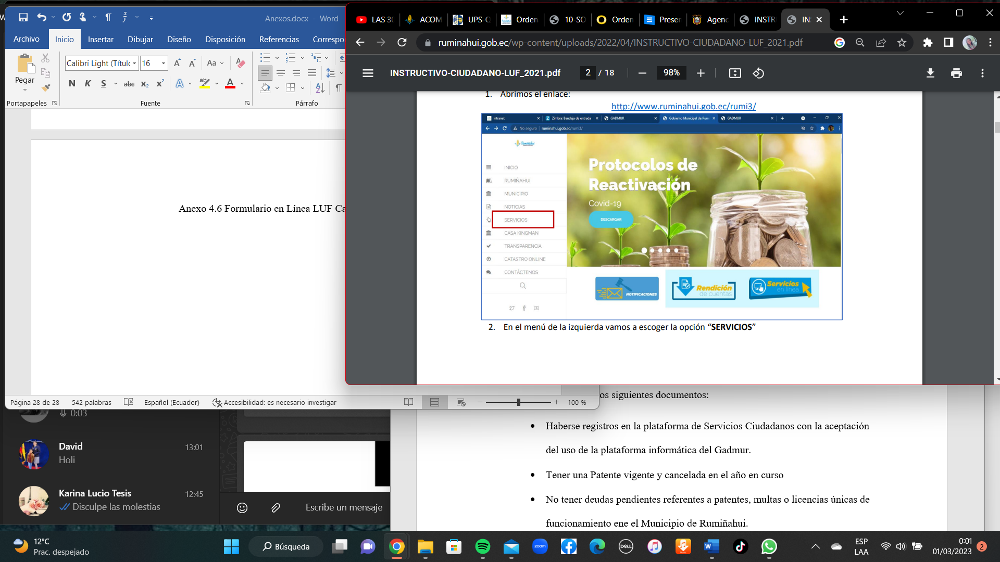 Anexos.docx - Word
Archivo
Inicio
Insertar
Dibujar
Diseño
Disposición
Referencias
Pegar
Portapapeles
Calibri Light (Títul
16
Fuente
Párrafo
Anexo 4.6 Formulario en Línea LUF Ca
Página 28 de 28
542 palabras
Español (Ecuador)
Accesibilidad: es necesario investigar
100 %
LAS 3
ACOM
UPS-
Orden
10-SO
Orden
Preser
Agenc
INSTR
IN
ruminahui.gob.ec/wp-content/uploads/2022/04/INSTRUCTIVO-CIUDADANO-LUF_2021.pdf
INSTRUCTIVO-CIUDADANO-LUF_2021.pdf
2 / 18
98%
1. Abrimos el enlace:
http://www.ruminahui.gob.ec/rumi3/
Intranet
Zimbra: Bandeja de entrada
GADMUR
Gobierno Municipal de Rumi
GADMUR
No seguro
ruminahui.gob.ec/rumi3/
Rumiñahui
INICIO
RUMIÑAHUI
MUNICIPIO
NOTICIAS
SERVICIOS
CASA KINGMAN
TRANSPARENCIA
CATASTRO ONLINE
CONTÁCTENOS
Protocolos de
Reactivación
Covid-19
DESCARGAR
NOTIFICACIONES
Rendición
de cuentas
Servicios
en línea
2. En el menú de la izquierda vamos a escoger la opción “SERVICIOS”
os siguientes documentos:
• Haberse registros en la plataforma de Servicios Ciudadanos con la aceptación
del uso de la plataforma informática del Gadmur.
• Tener una Patente vigente y cancelada en el año en curso
• No tener deudas pendientes referentes a patentes, multas o licencias únicas de
funcionamiento ene el Municipio de Rumiñahui.
0:03
David
13:01
Holi
Karina Lucio Tesis
12:45
Disculpe las molestias
Escribe un mensaje
12°C
Prac. despejado
Búsqueda
zoom
DELL
ESP
LAA
0:01
01/03/2023
2